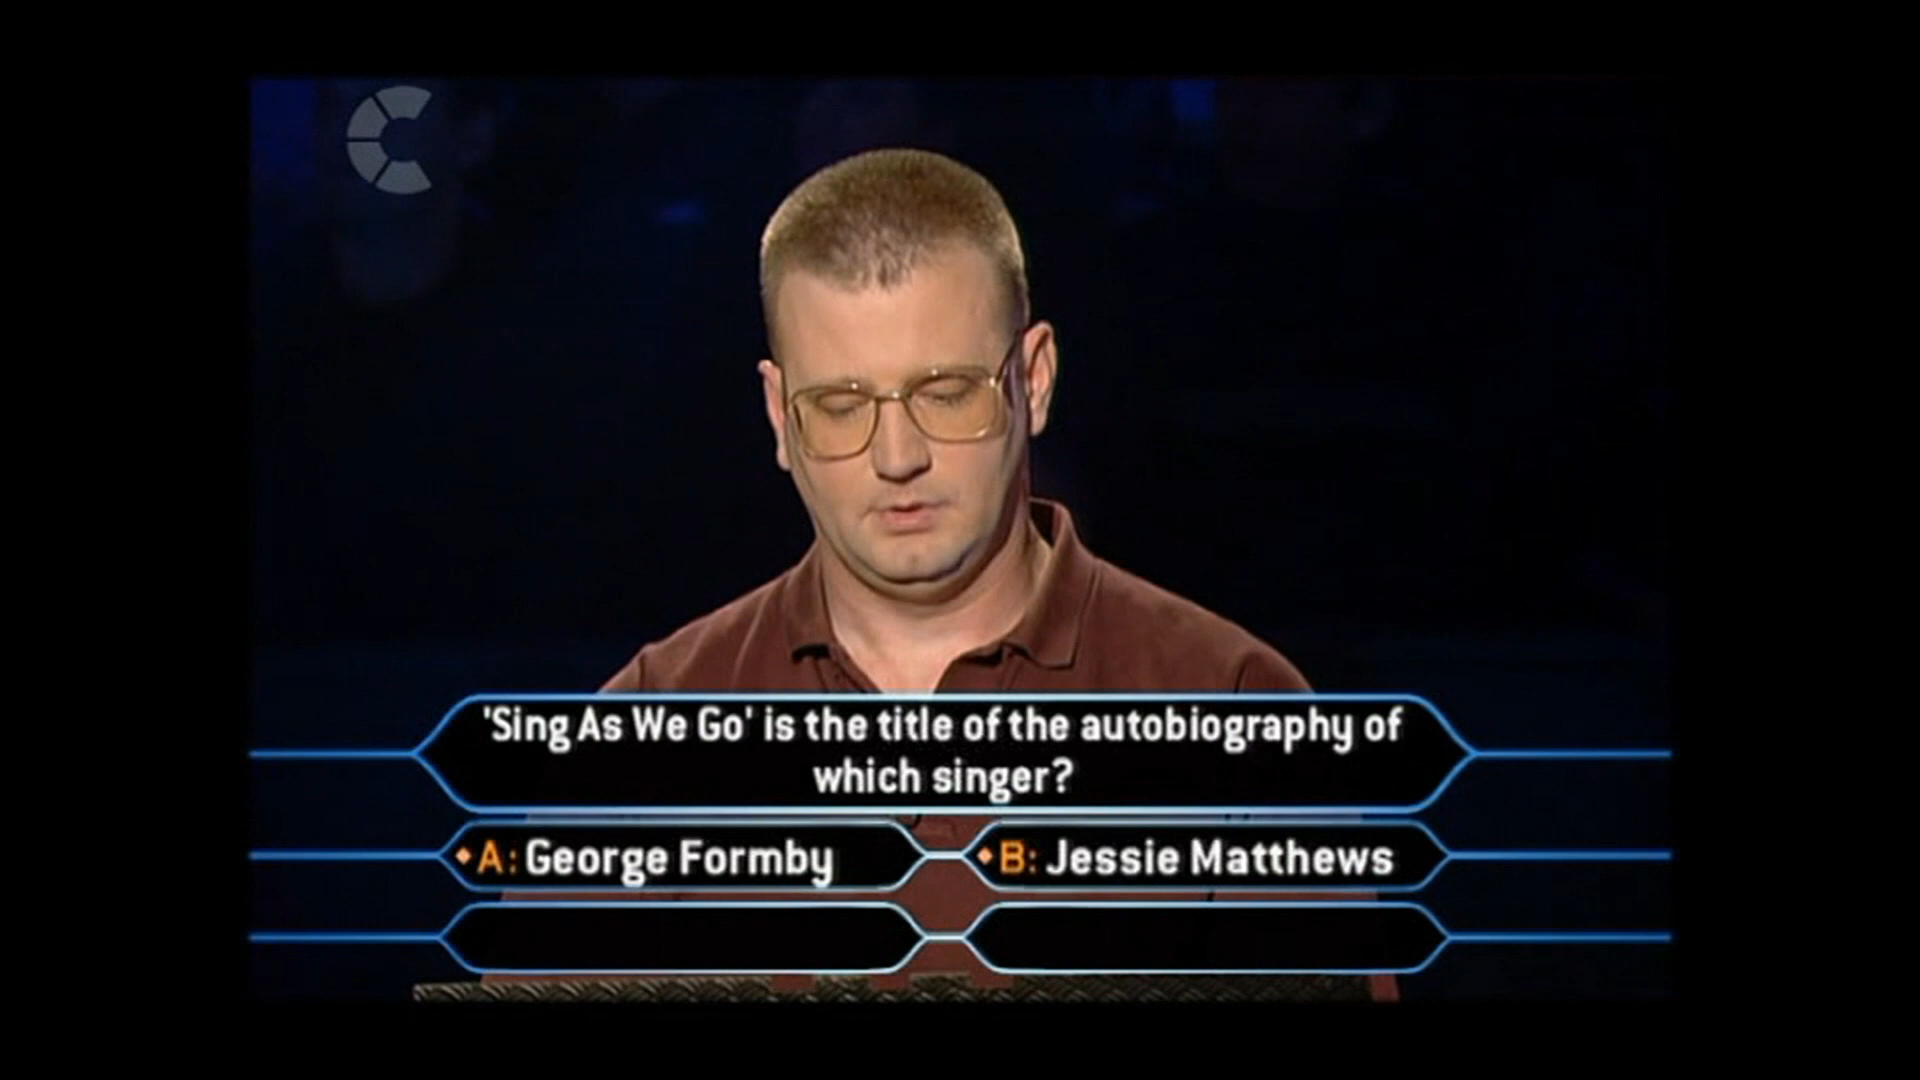 'Sing As We Go' is the title of the autobiography of
which singer?
A: George Formby
B: Jessie Matthews